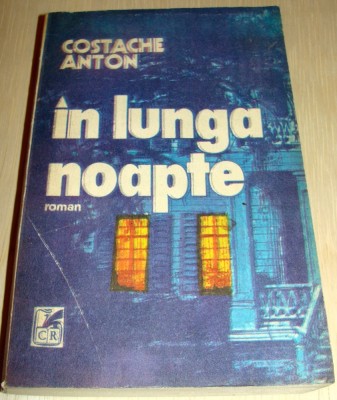 COSTACHE
ANTON
în lunga
noapte
roman
CR